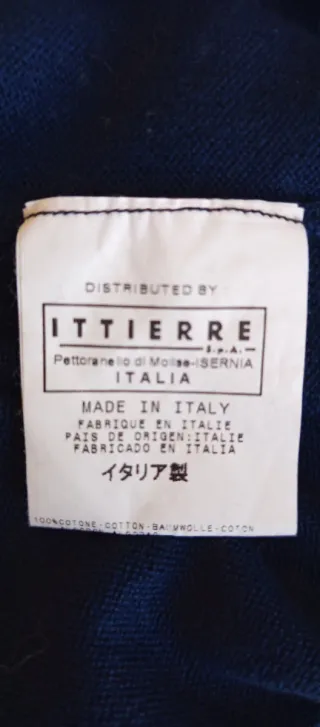 DISTRIBUTED BY
ITTIERRE
S.p.A.
Pettoranello di Molise-ISERNIA
ITALIA
MADE IN ITALY
FABRIQUE EN ITALIE
PAIS DE ORIGEN:ITALIE
FABRICADO EN ITALIA
イタリア製
100%COTONE-COTTON-BAUMWOLLE-COTON